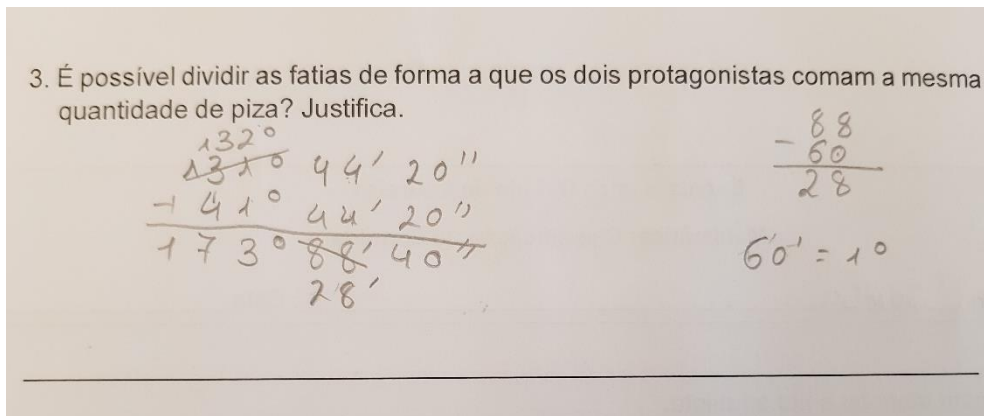 3. É possível dividir as fatias de forma a que os dois protagonistas comam a mesma
quantidade de piza? Justifica.
132°
131° 44' 20"
+ 41° 44' 20"
173° 88' 40"
28'
88
- 60
28
60' = 1°